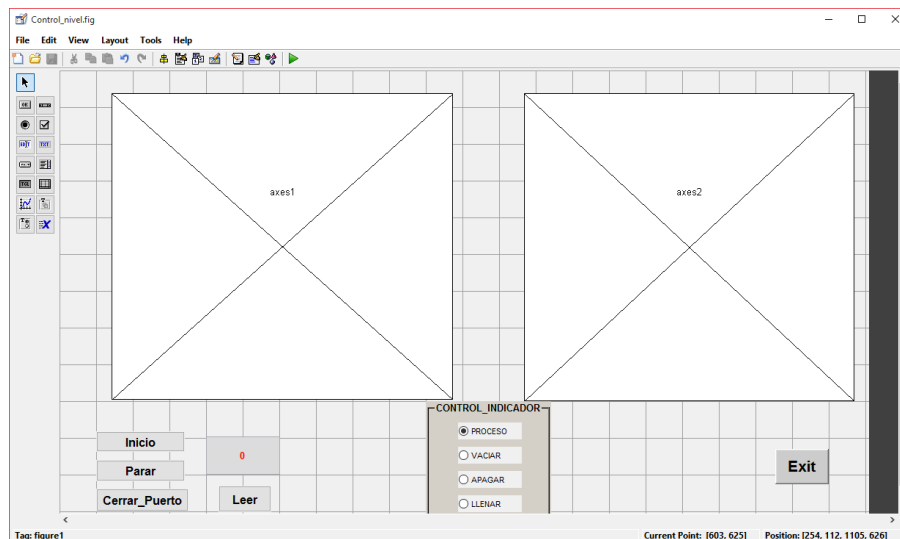 Control_nivel.fig
File Edit View Layout Tools Help
axes1
axes2
CONTROL_INDICADOR
PROCESO
Inicio
0
VACIAR
Parar
Exit
APAGAR
Cerrar_Puerto
Leer
LLENAR
Tag: figure1
Current Point: [603, 625] Position: [254, 112, 1105, 626]